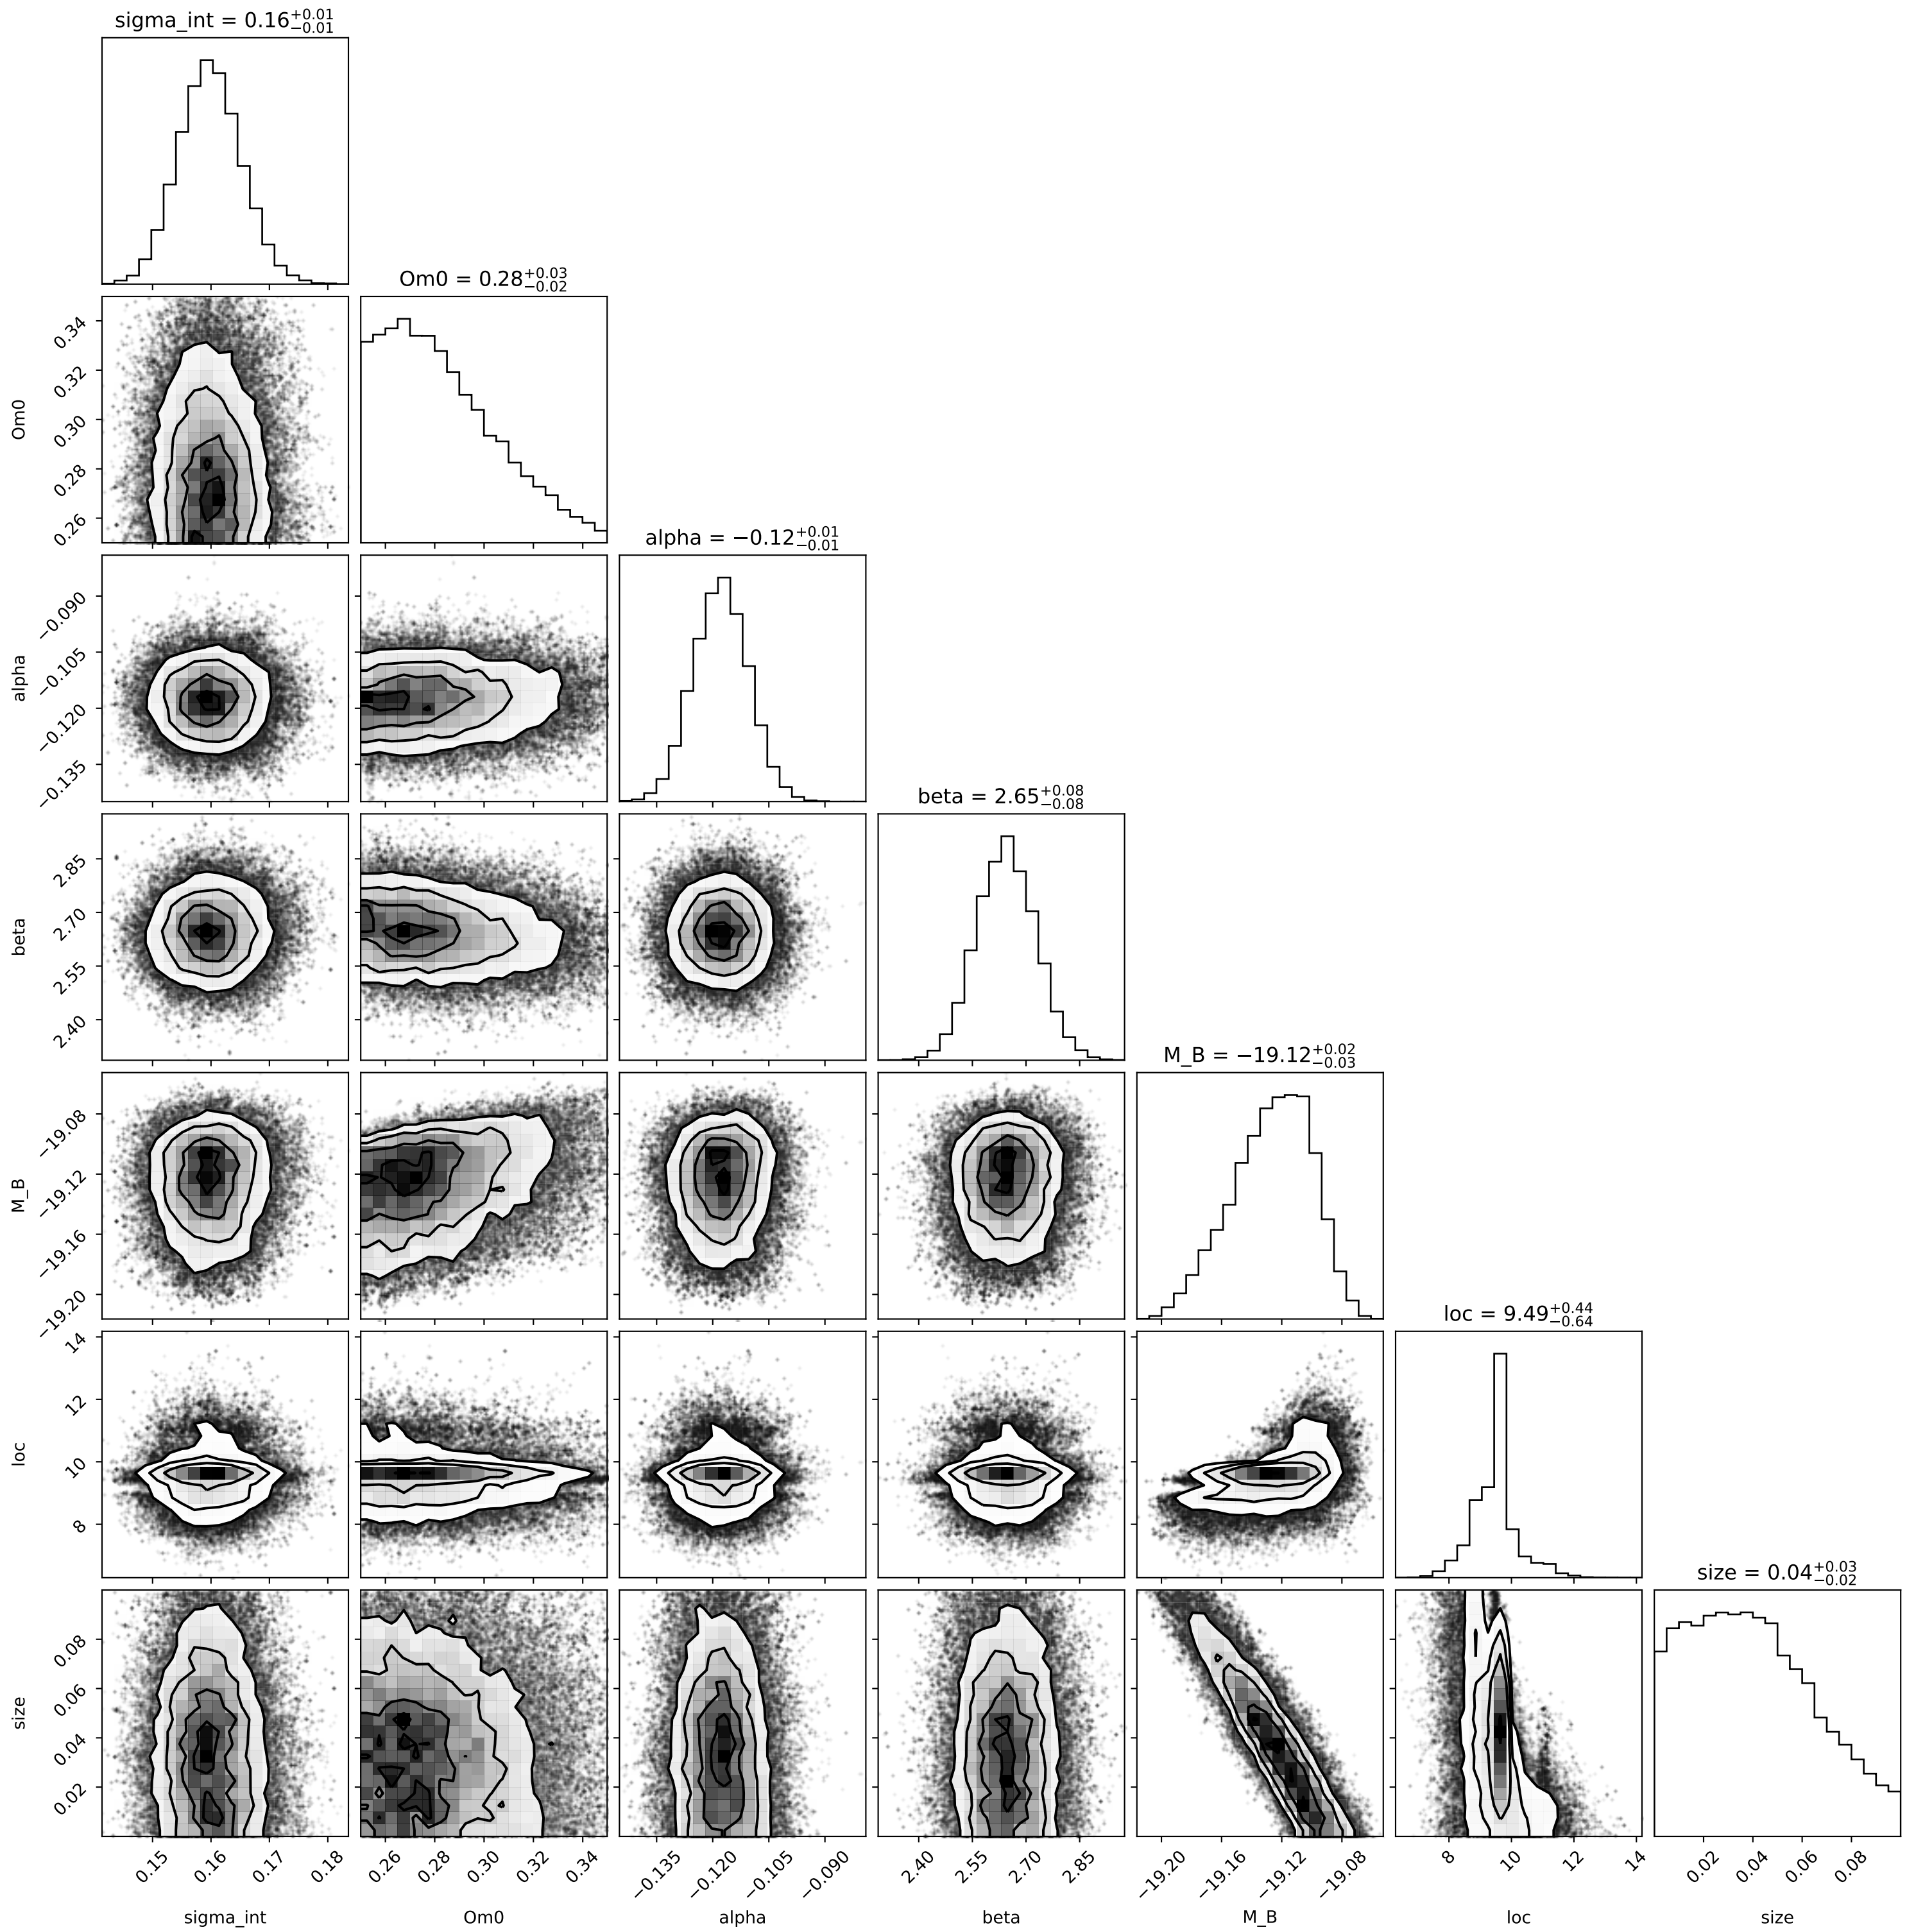 sigma_int = 0.16+0.01−0.01
Om0 = 0.28+0.03−0.02
0.34
0.32
0.30
0.28
0.26
Om0
alpha = −0.12+0.01−0.01
−0.090
−0.105
−0.120
−0.135
alpha
beta = 2.65+0.08−0.08
2.85
2.70
2.55
2.40
beta
M_B = −19.12+0.02−0.03
−19.08
−19.12
−19.16
−19.20
M_B
loc = 9.49+0.44−0.64
14
12
10
8
loc
size = 0.04+0.03−0.02
0.08
0.06
0.04
0.02
size
0.15 0.16 0.17 0.18 0.26 0.28 0.30 0.32 0.34 −0.135 −0.120 −0.105 −0.090 2.40 2.55 2.70 2.85 −19.20 −19.16 −19.12 −19.08 8 10 12 14 0.02 0.04 0.06 0.08
sigma_int Om0 alpha beta M_B loc size